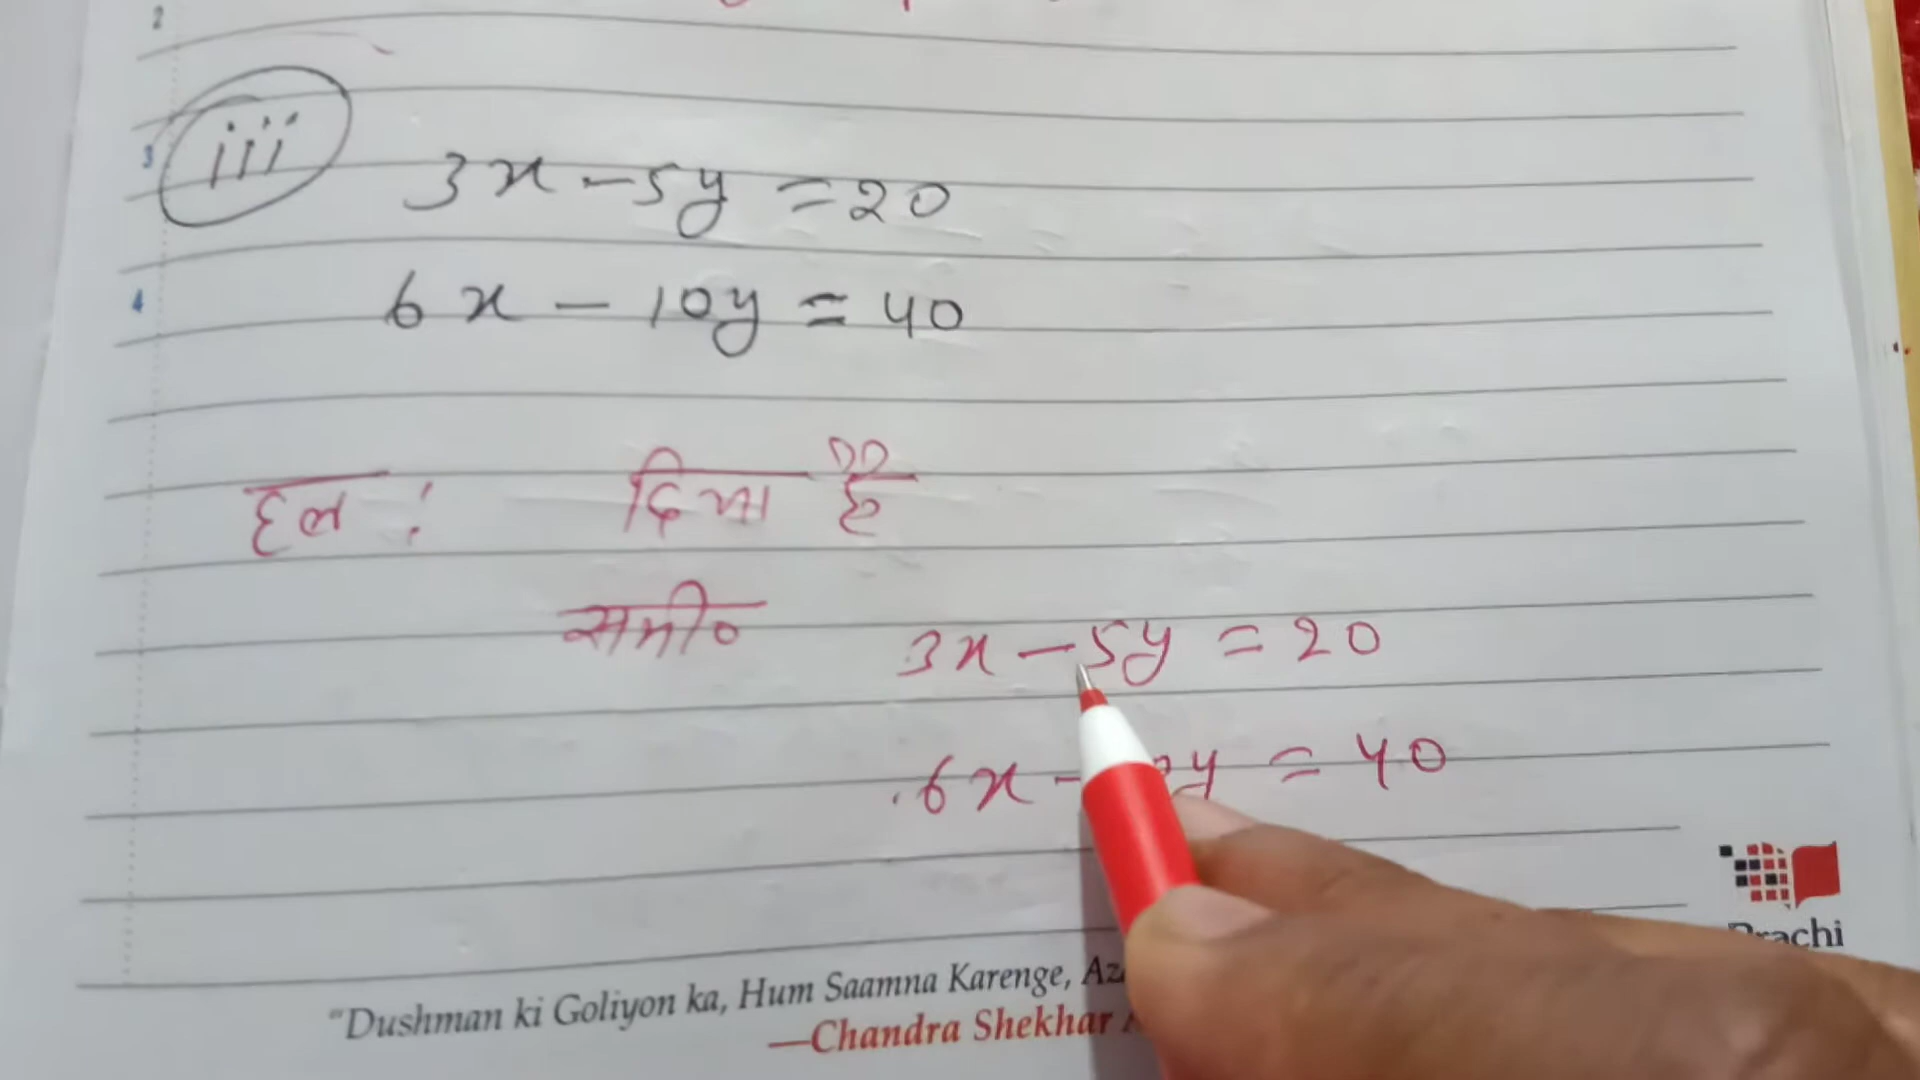 2
3
iii
3x - 5y = 20
4
6x - 10y = 40
हल : दिया है
समी०
3x - 5y = 20
6x - y = 40
Prachi
"Dushman ki Goliyon ka, Hum Saamna Karenge,
—Chandra Shekhar